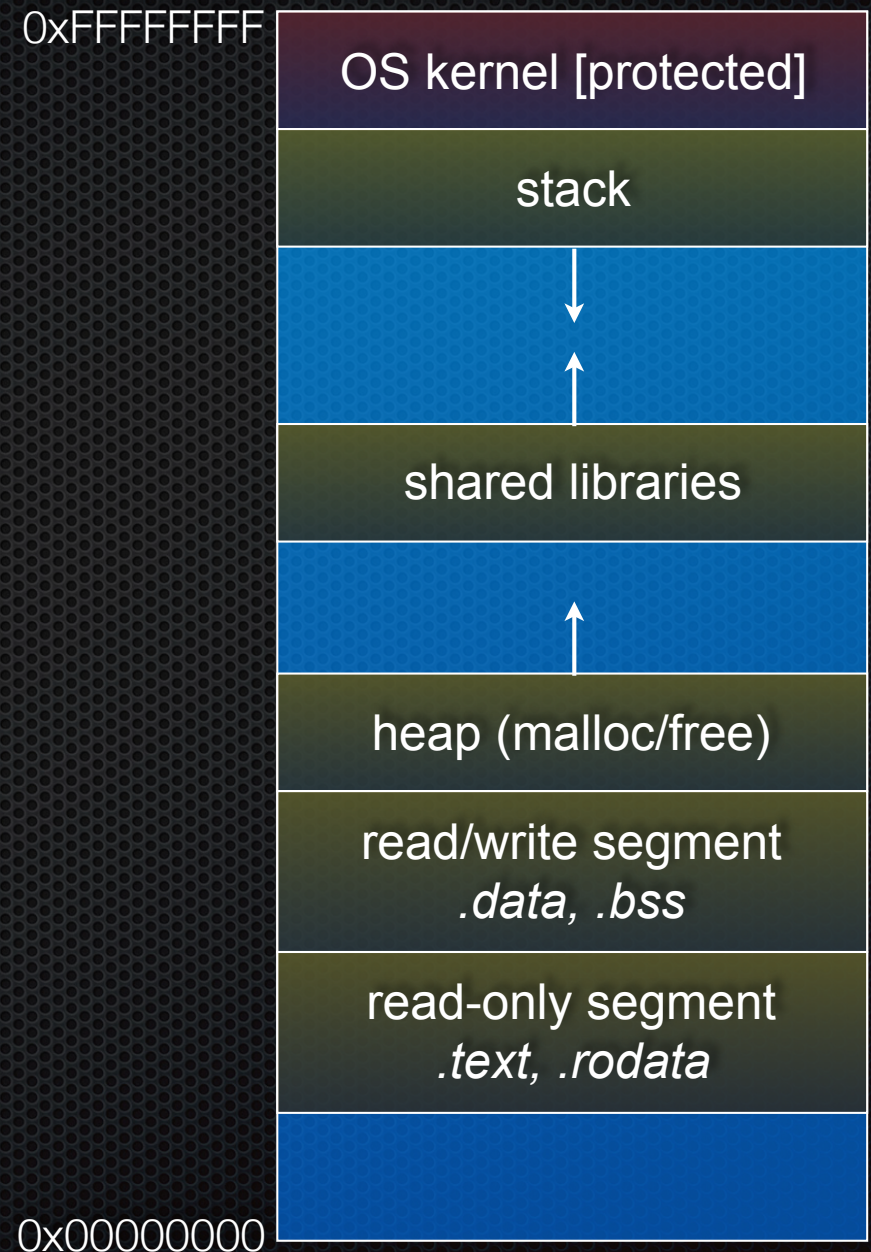 0xFFFFFFFF
OS kernel [protected]
stack
shared libraries
heap (malloc/free)
read/write segment
.data, .bss
read-only segment
.text, .rodata
0x00000000